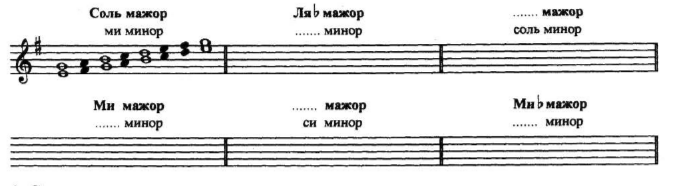 Соль мажор
ми минор
Ля♭ мажор
....... минор
....... мажор
соль минор
Ми мажор
....... минор
....... мажор
си минор
Ми♭ мажор
....... минор